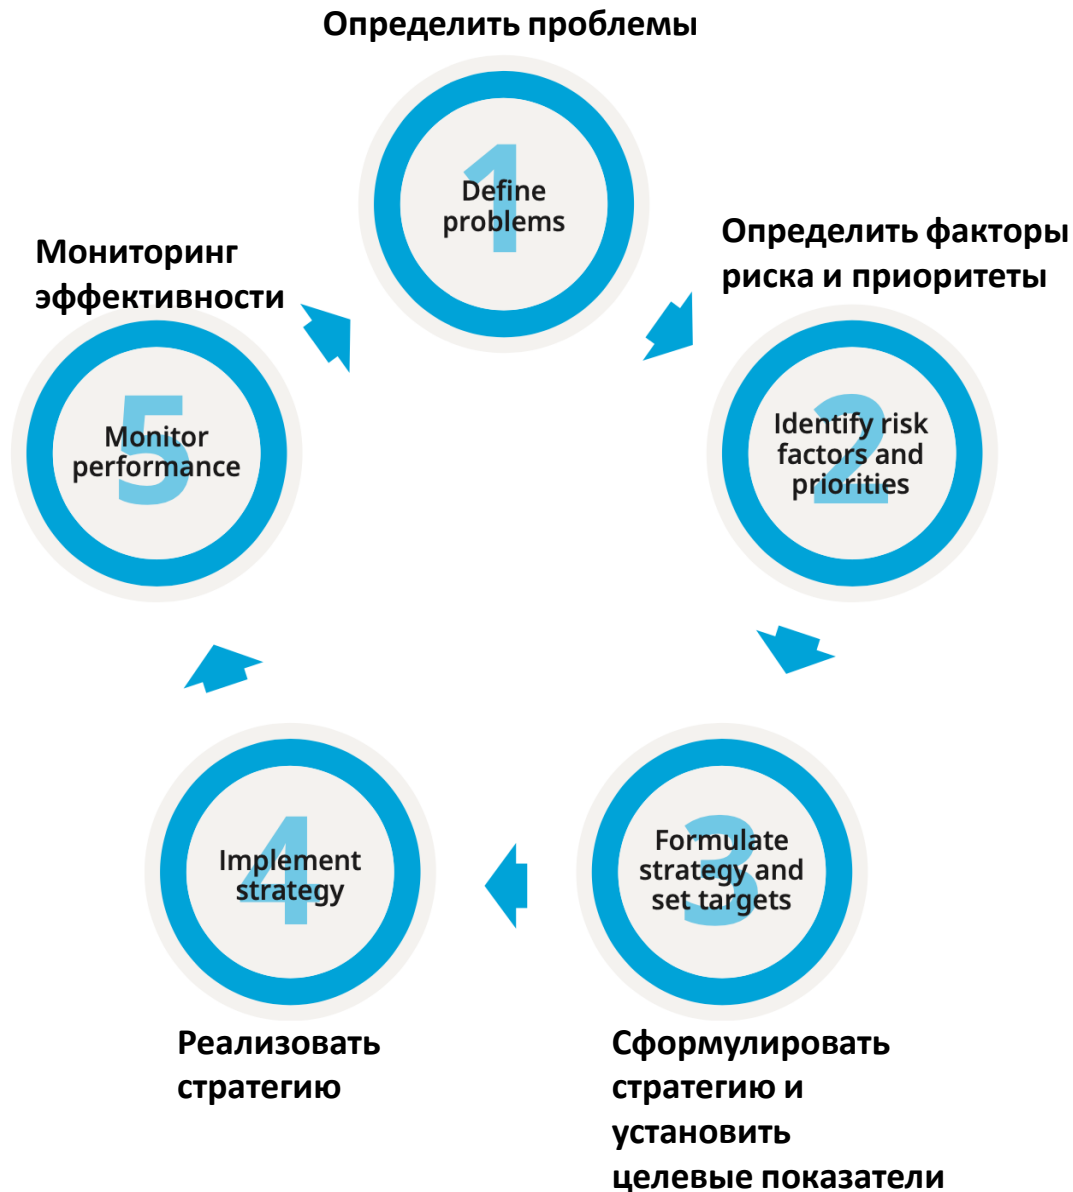 Определить проблемы
1
Define
problems
Определить факторы
риска и приоритеты
2
Identify risk
factors and
priorities
3
Formulate
strategy and
set targets
Сформулировать
стратегию и
установить
целевые показатели
4
Implement
strategy
Реализовать
стратегию
Мониторинг
эффективности
5
Monitor
performance